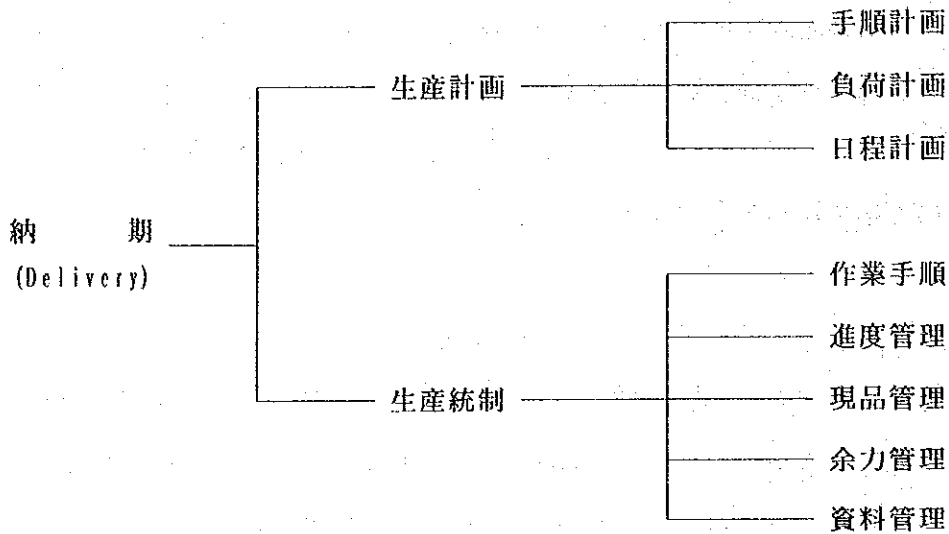 手順計画
生産計画
負荷計画
日程計画
納期
(Delivery)
作業手順
進度管理
生産統制
現品管理
余力管理
資料管理